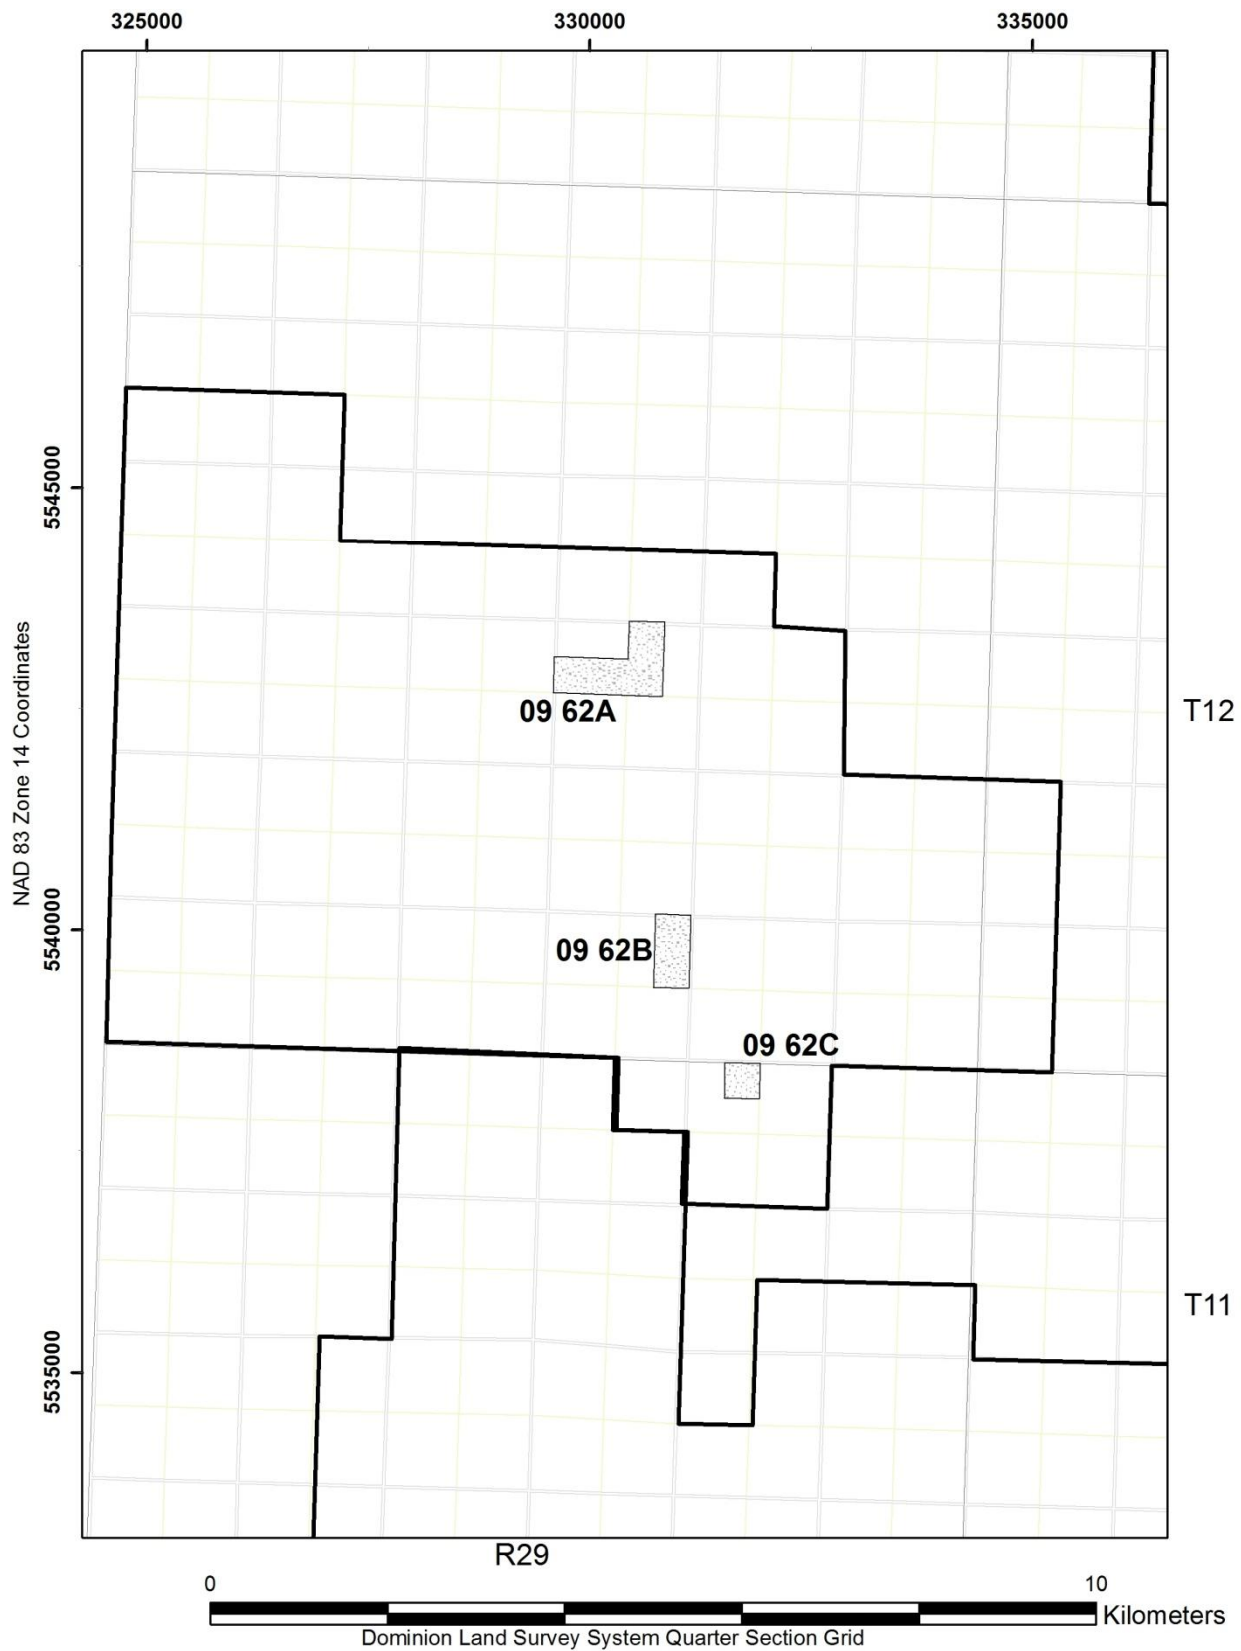 325000 330000 335000
5545000
09 62A
T12
NAD 83 Zone 14 Coordinates
5540000
09 62B
09 62C
T11
5535000
R29
0 10
Kilometers
Dominion Land Survey System Quarter Section Grid